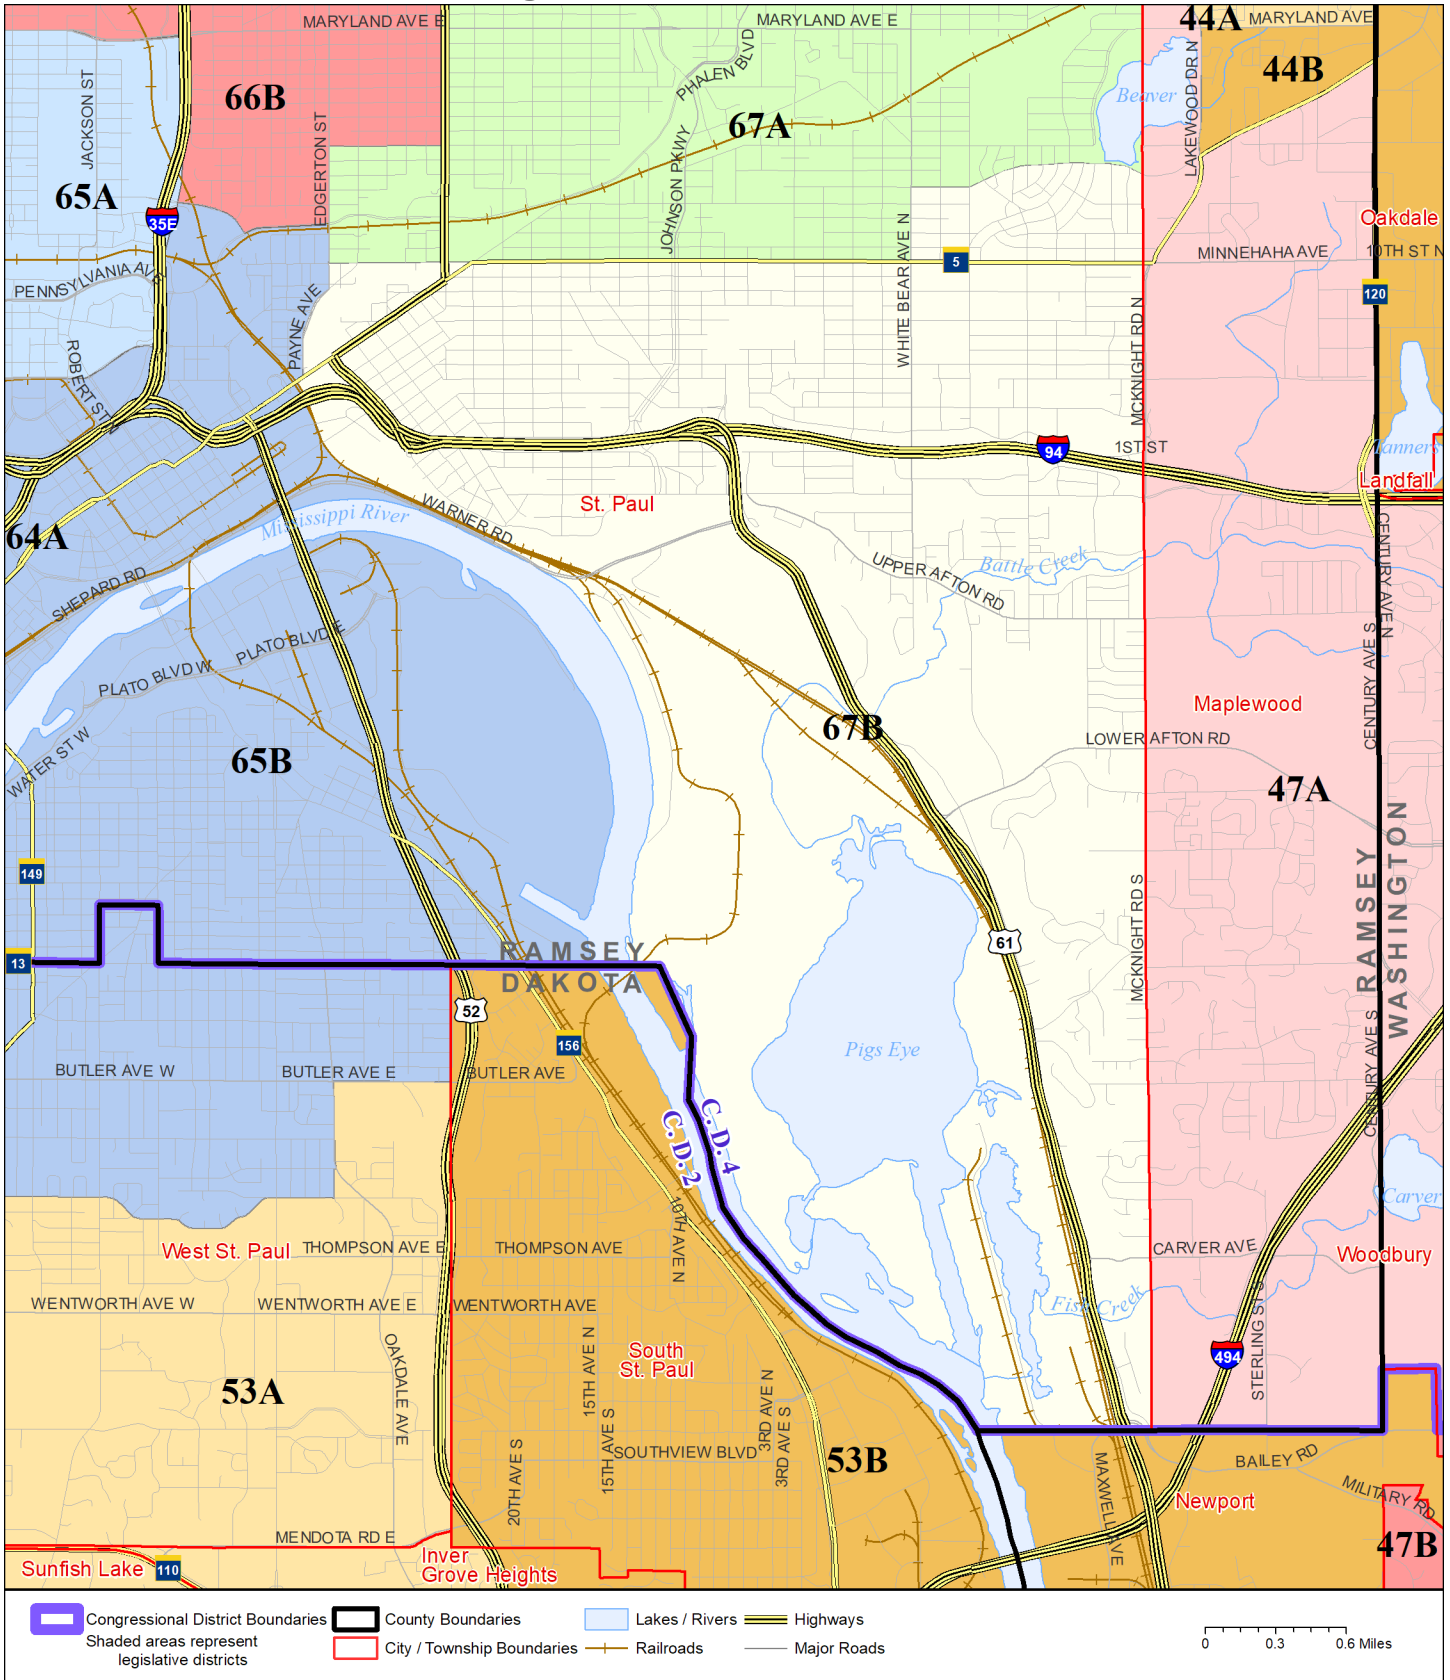 MARYLAND AVE E
MARYLAND AVE E
44A
MARYLAND AVE
66B
JACKSON ST
EDGERTON ST
PHALEN BLVD
67A
JOHNSON PKWY
Beaver
LAKEWOOD DR N
44B
65A
35E
Oakdale
PENNSYLVANIA AVE
WHITE BEAR AVE N
5
MINNEHAHA AVE
10TH ST N
120
PAYNE AVE
ROBERT ST N
MCKNIGHT RD N
94
1ST ST
Tanners
Landfall
St. Paul
WARNER RD
Mississippi River
64A
SHEPARD RD
UPPER AFTON RD
Battle Creek
CENTURY AVE N
PLATO BLVD E
PLATO BLVD W
CENTURY AVE S
Maplewood
67B
LOWER AFTON RD
WATER ST W
65B
47A
149
RAMSEY
WASHINGTON
MCKNIGHT RD S
61
13
RAMSEY
DAKOTA
52
156
Pigs Eye
CENTURY AVE S
BUTLER AVE W
BUTLER AVE E
BUTLER AVE
C. D. 4
C. D. 2
10TH AVE N
Carver
West St. Paul
THOMPSON AVE E
THOMPSON AVE
CARVER AVE
Woodbury
WENTWORTH AVE W
WENTWORTH AVE E
WENTWORTH AVE
Fish Creek
STERLING ST S
494
OAKDALE AVE
15TH AVE N
South
St. Paul
3RD AVE N
53A
15TH AVE S
3RD AVE S
20TH AVE S
SOUTHVIEW BLVD
53B
MAXWELL AVE
BAILEY RD
MILITARY RD
Newport
47B
MENDOTA RD E
Sunfish Lake
110
Inver
Grove Heights
Congressional District Boundaries
County Boundaries
Lakes / Rivers
Highways
Shaded areas represent
legislative districts
City / Township Boundaries
Railroads
Major Roads
0 0.3 0.6 Miles